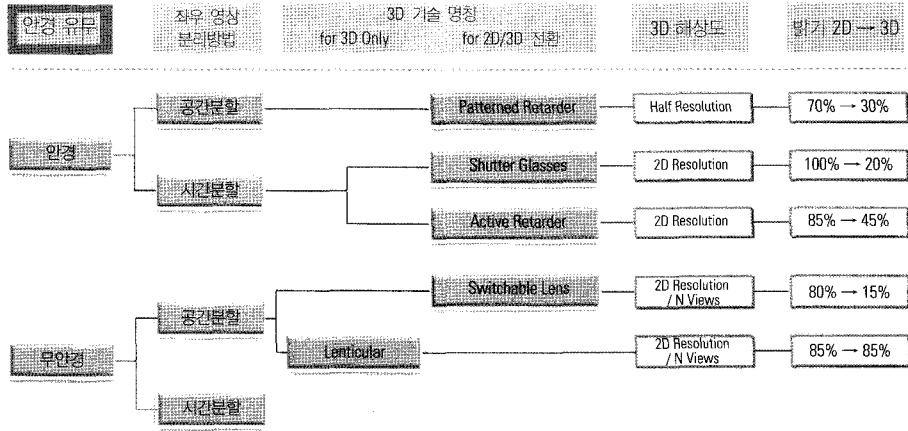 안경 유무
좌우 영상
분리방법
3D 기술 명칭
for 3D Only
for 2D/3D 전환
3D 해상도
밝기 2D → 3D
공간분할
Patterned Retarder
Half Resolution
70% → 30%
안경
시간분할
Shutter Glasses
2D Resolution
100% → 20%
Active Retarder
2D Resolution
85% → 45%
Switchable Lens
2D Resolution
/ N Views
80% → 15%
공간분할
무안경
Lenticular
2D Resolution
/ N Views
85% → 85%
시간분할